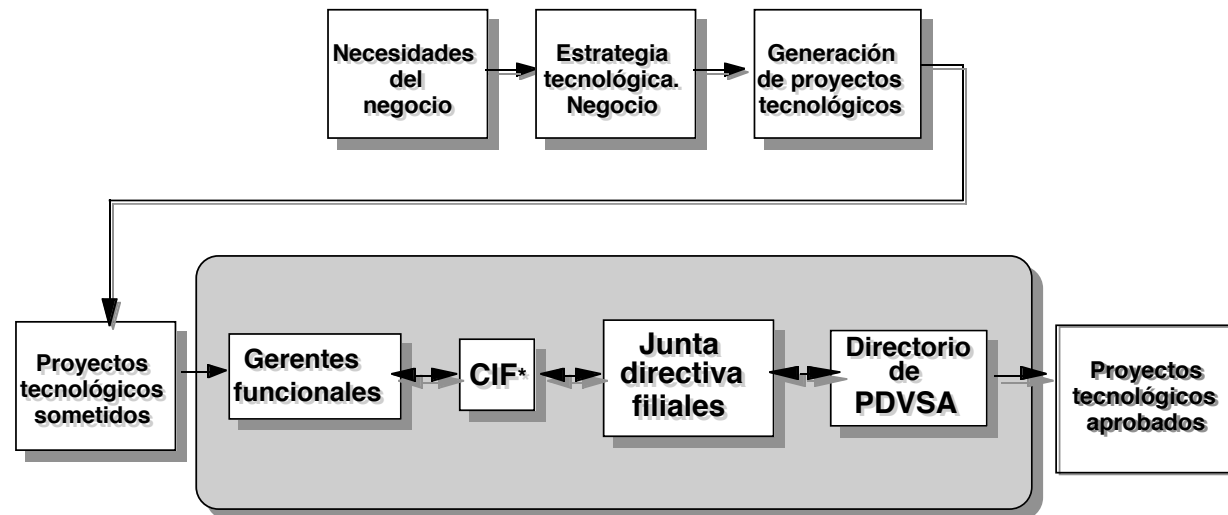 Necesidades
del
negocio
Estrategia
tecnológica.
Negocio
Generación
de proyectos
tecnológicos
Proyectos
tecnológicos
sometidos
Gerentes
funcionales
CIF*
Junta
directiva
filiales
Directorio
de
PDVSA
Proyectos
tecnológicos
aprobados